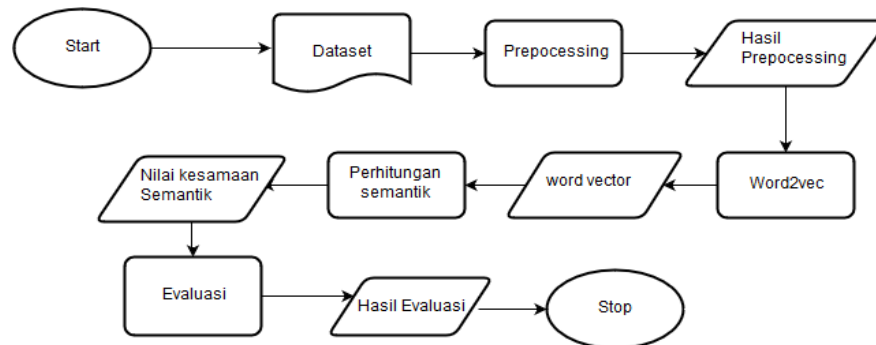 Start
Dataset
Prepocessing
Hasil
Prepocessing
Word2vec
word vector
Perhitungan
semantik
Nilai kesamaan
Semantik
Evaluasi
Hasil Evaluasi
Stop